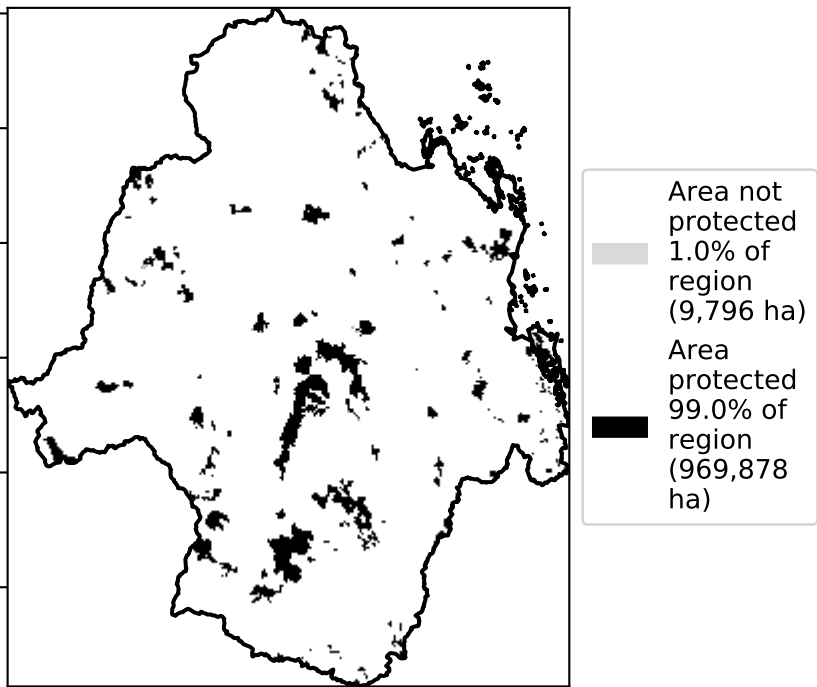 Area not
protected
1.0% of
region
(9,796 ha)
Area
protected
99.0% of
region
(969,878
ha)